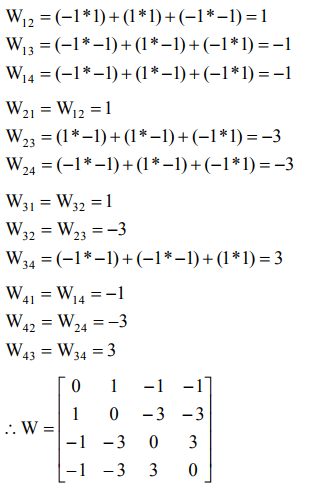 W₁₂ = (−1*1) + (1*1) + (−1*−1) = 1
W₁₃ = (−1*−1) + (1*−1) + (−1*1) = −1
W₁₄ = (−1*−1) + (1*−1) + (−1*1) = −1
W₂₁ = W₁₂ = 1
W₂₃ = (1*−1) + (1*−1) + (−1*1) = −3
W₂₄ = (−1*−1) + (1*−1) + (−1*1) = −3
W₃₁ = W₃₂ = 1
W₃₂ = W₂₃ = −3
W₃₄ = (−1*−1) + (−1*−1) + (1*1) = 3
W₄₁ = W₁₄ = −1
W₄₂ = W₂₄ = −3
W₄₃ = W₃₄ = 3
0 1 −1 −1
1 0 −3 −3
∴ W =
−1 −3 0 3
−1 −3 3 0